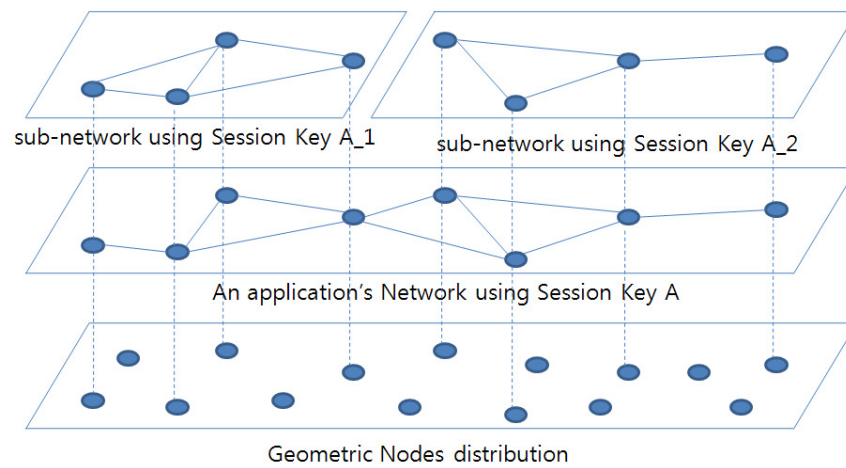 sub-network using Session Key A_1
sub-network using Session Key A_2
An application's Network using Session Key A
Geometric Nodes distribution